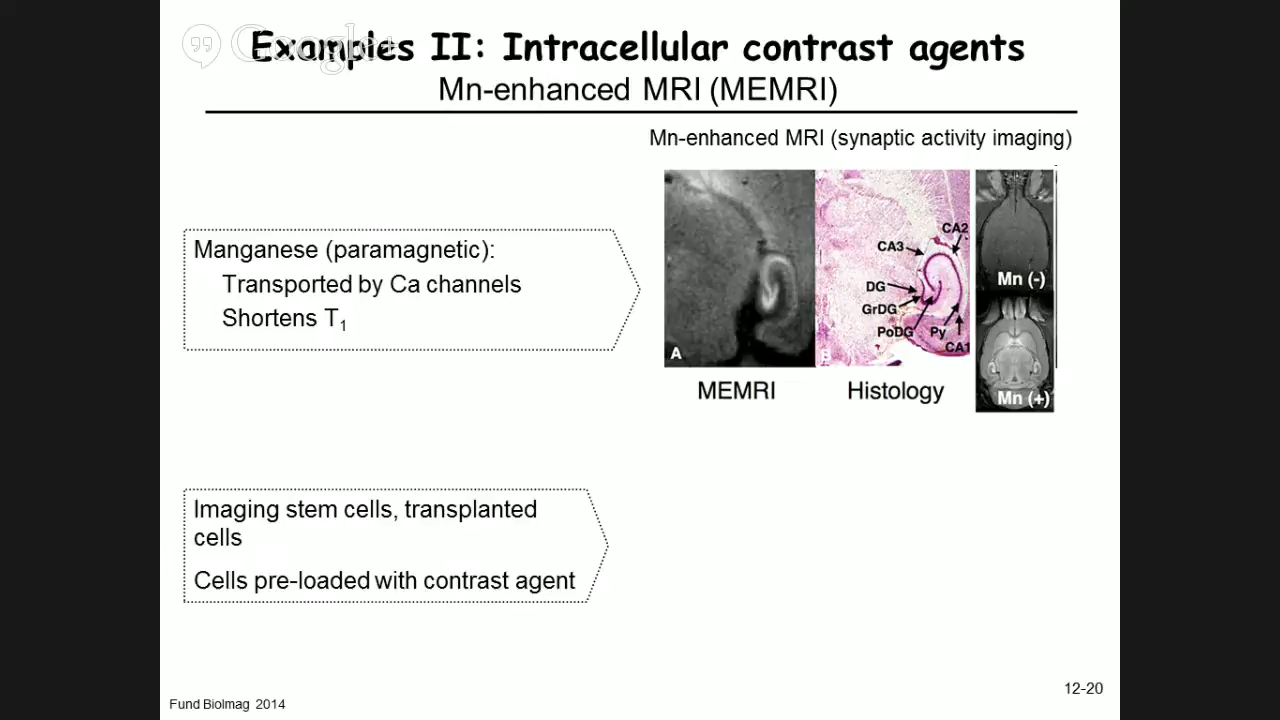 Google+
Examples II: Intracellular contrast agents
Mn-enhanced MRI (MEMRI)
Mn-enhanced MRI (synaptic activity imaging)
Manganese (paramagnetic):
Transported by Ca channels
Shortens T1
CA2
CA3
DG
GrDG
PoDG
Py
CA1
A
B
Mn (-)
Mn (+)
MEMRI
Histology
Imaging stem cells, transplanted
cells
Cells pre-loaded with contrast agent
12-20
Fund BioImag 2014